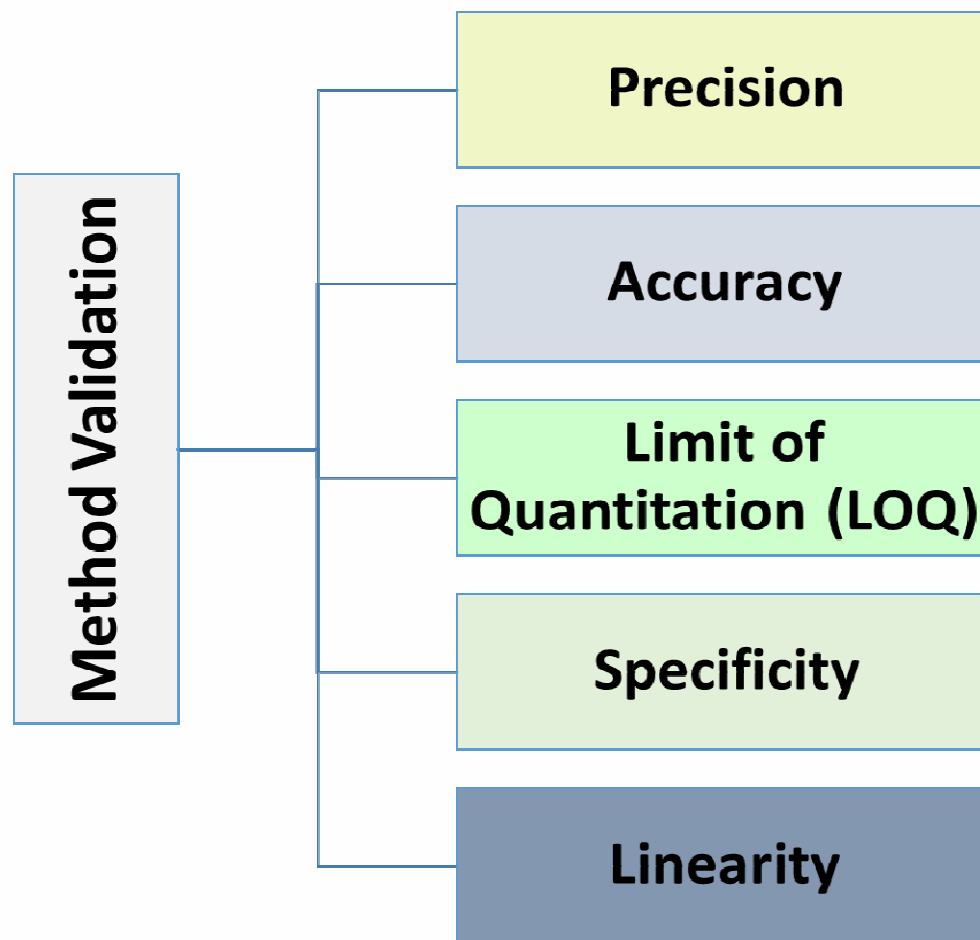 Method Validation
Precision
Accuracy
Limit of
Quantitation (LOQ)
Specificity
Linearity